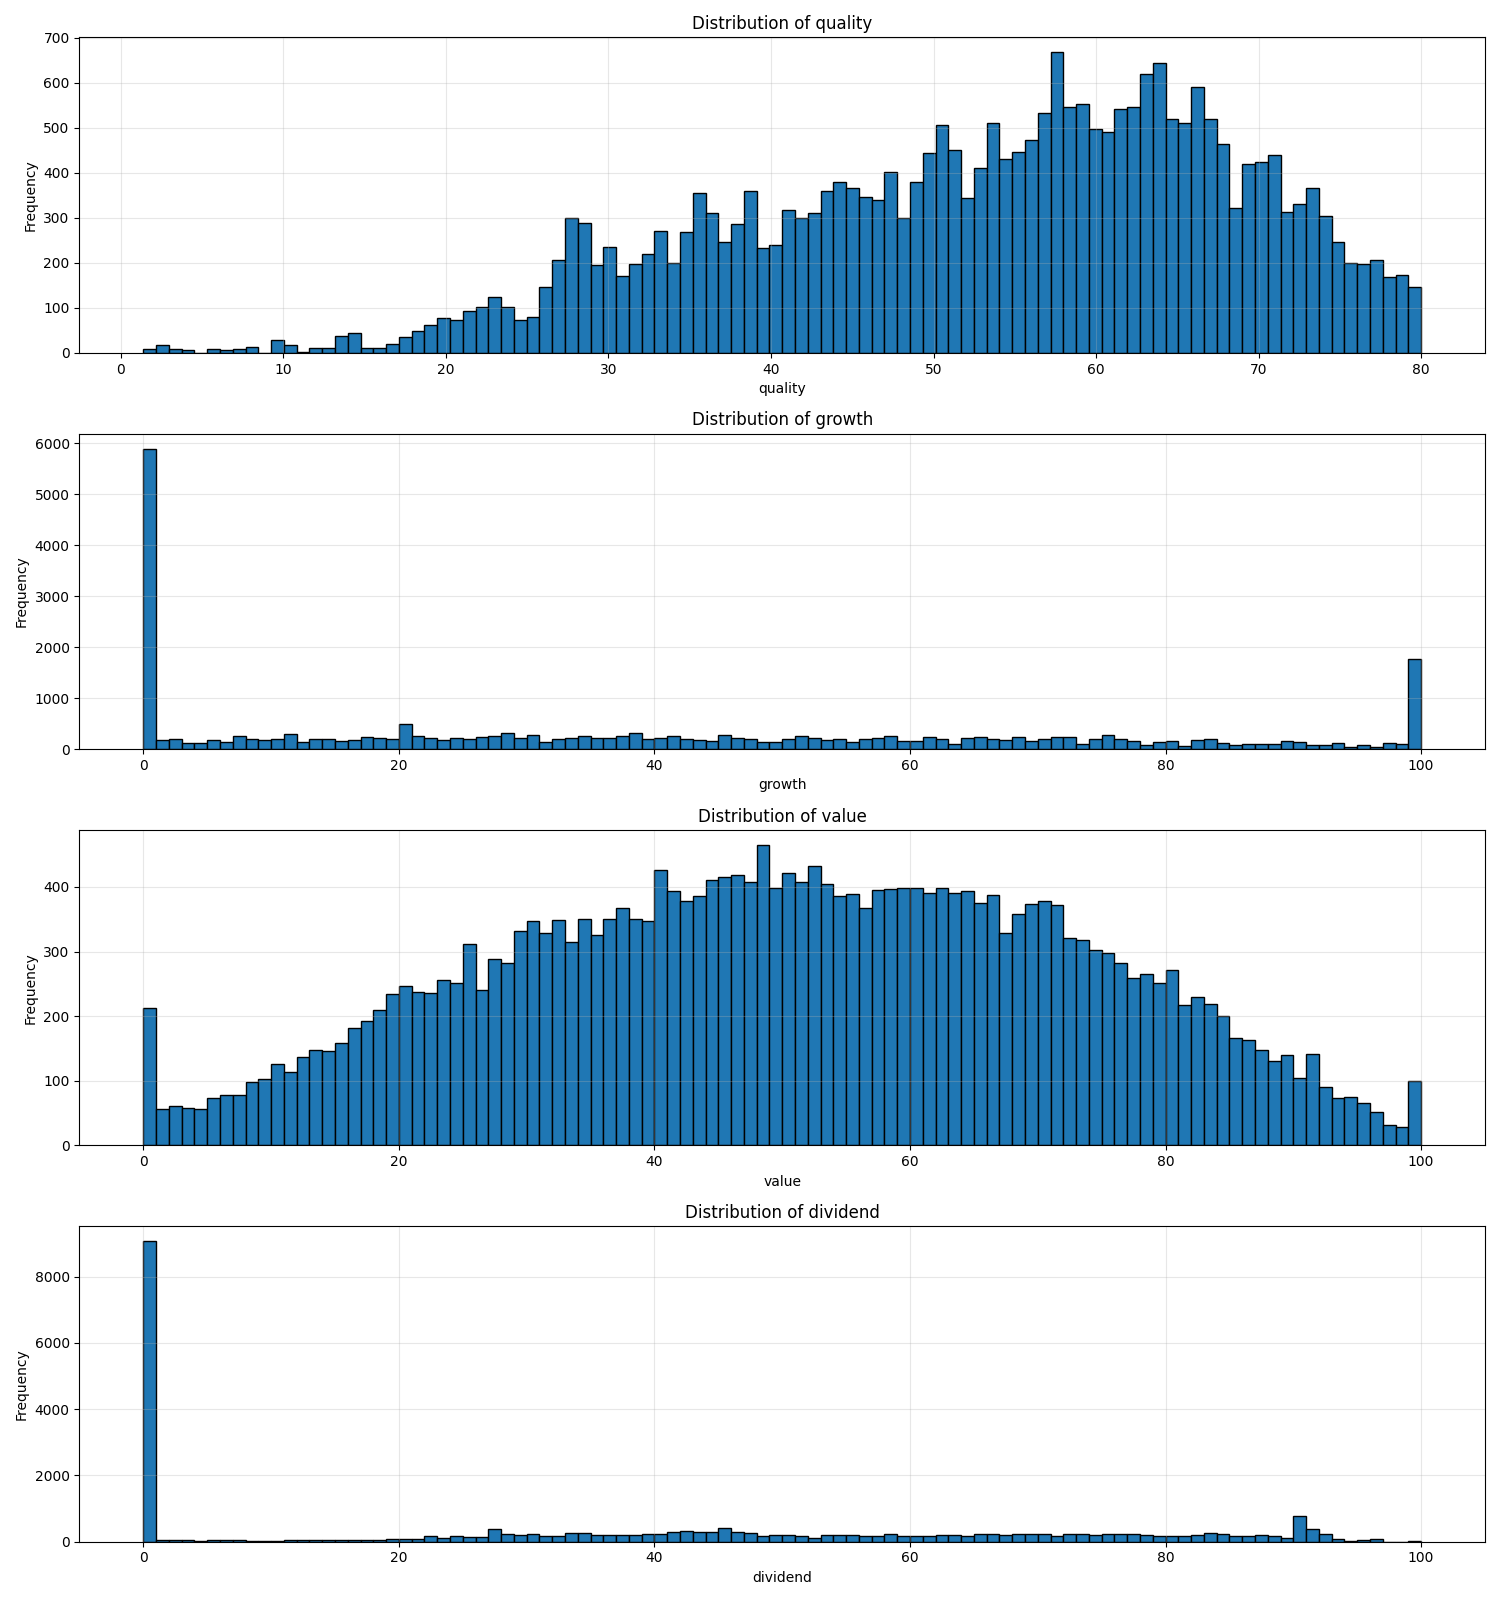 Distribution of quality
700
600
500
400
300
200
100
0
Frequency
0 10 20 30 40 50 60 70 80
quality
Distribution of growth
6000
5000
4000
3000
2000
1000
0
Frequency
0 20 40 60 80 100
growth
Distribution of value
400
300
200
100
0
Frequency
0 20 40 60 80 100
value
Distribution of dividend
8000
6000
4000
2000
0
Frequency
0 20 40 60 80 100
dividend